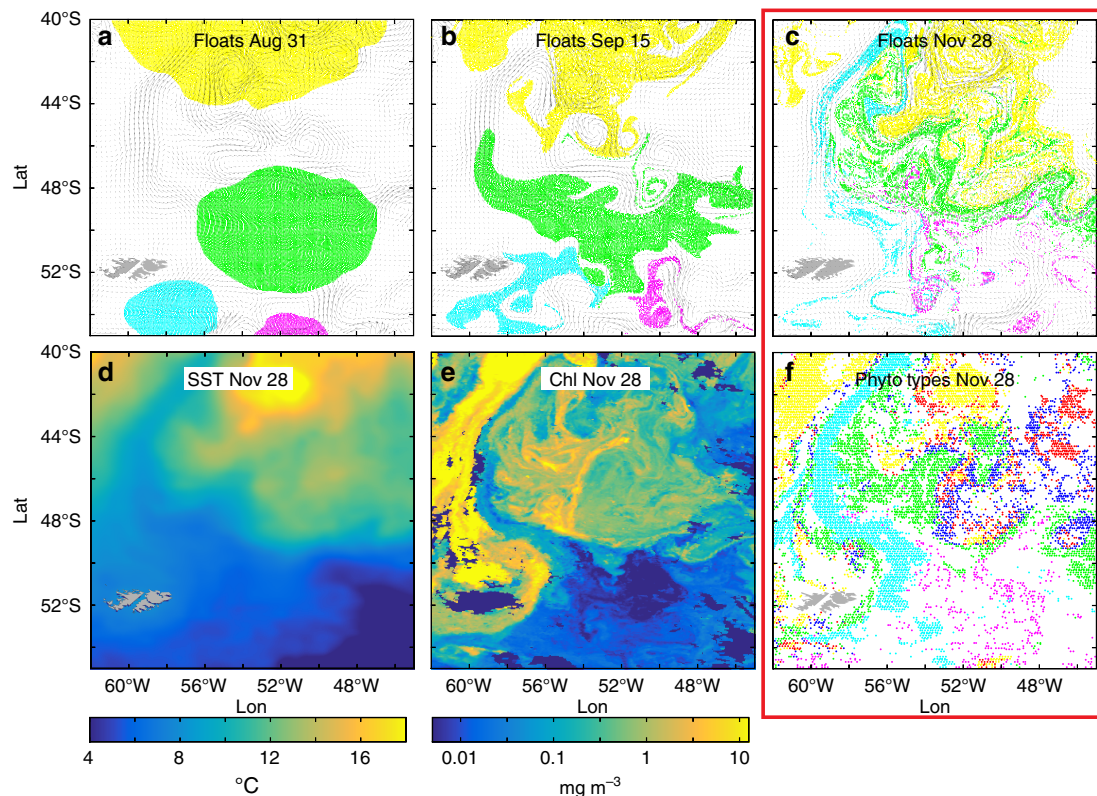 a Floats Aug 31
b Floats Sep 15
c Floats Nov 28
40°S
44°S
48°S
52°S
Lat
d SST Nov 28
e Chl Nov 28
f Phyto types Nov 28
40°S
44°S
48°S
52°S
Lat
60°W 56°W 52°W 48°W
60°W 56°W 52°W 48°W
60°W 56°W 52°W 48°W
Lon
Lon
Lon
4 8 12 16
°C
0.01 0.1 1 10
mg m⁻³